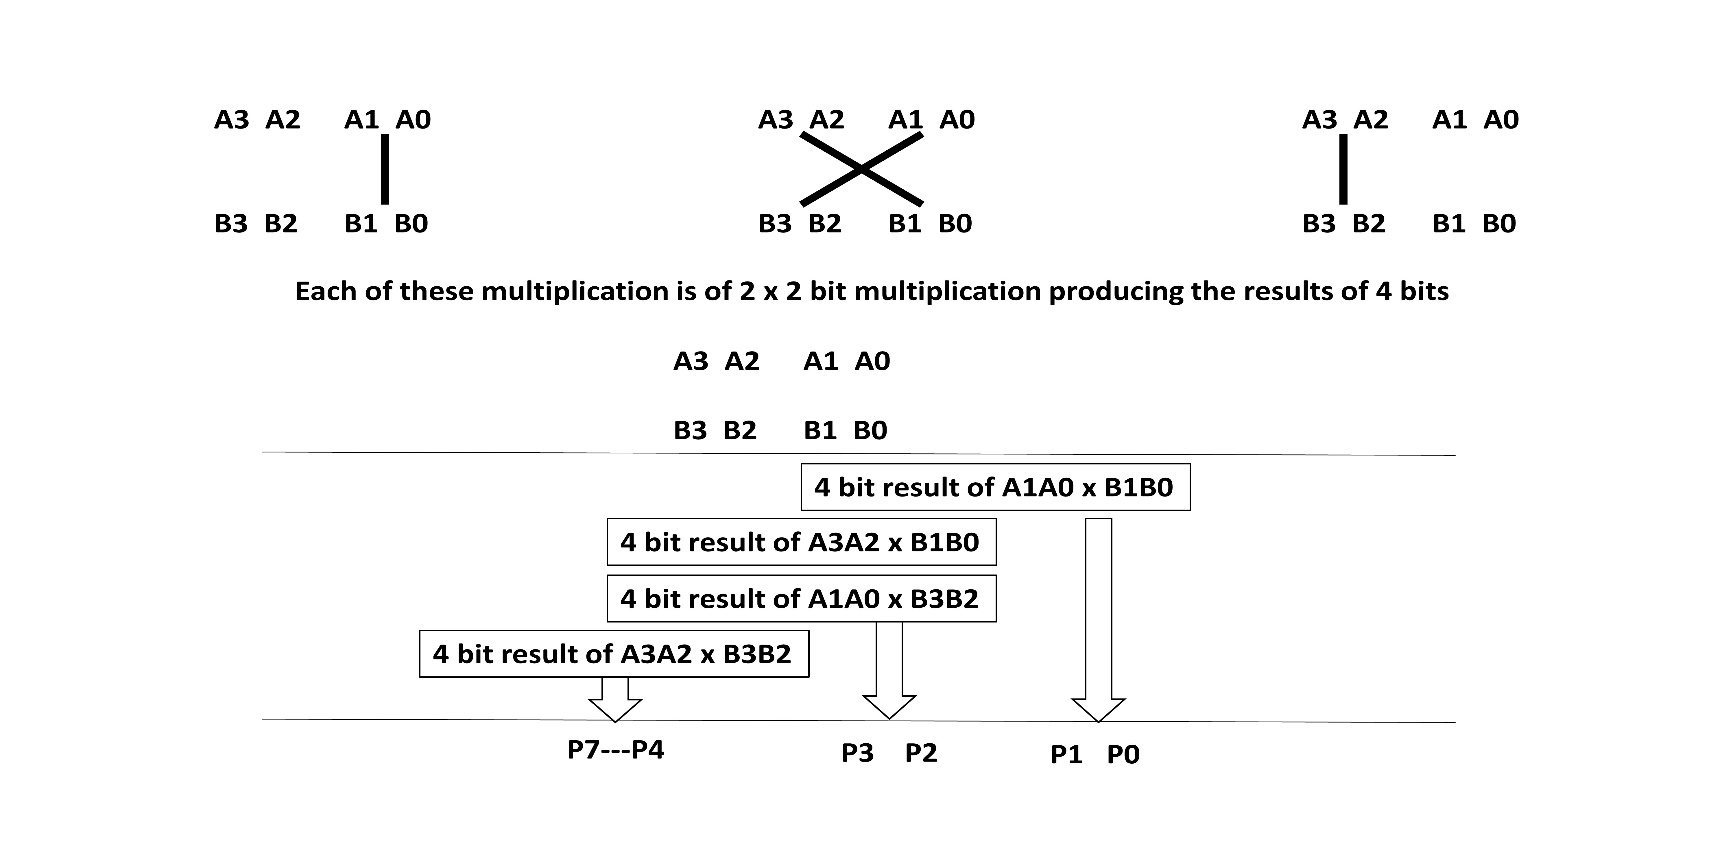 A3 A2 A1 A0 A3 A2 A1 A0 A3 A2 A1 A0
B3 B2 B1 B0 B3 B2 B1 B0 B3 B2 B1 B0
Each of these multiplication is of 2 x 2 bit multiplication producing the results of 4 bits
A3 A2 A1 A0
B3 B2 B1 B0
4 bit result of A1A0 x B1B0
4 bit result of A3A2 x B1B0
4 bit result of A1A0 x B3B2
4 bit result of A3A2 x B3B2
P7---P4 P3 P2 P1 P0